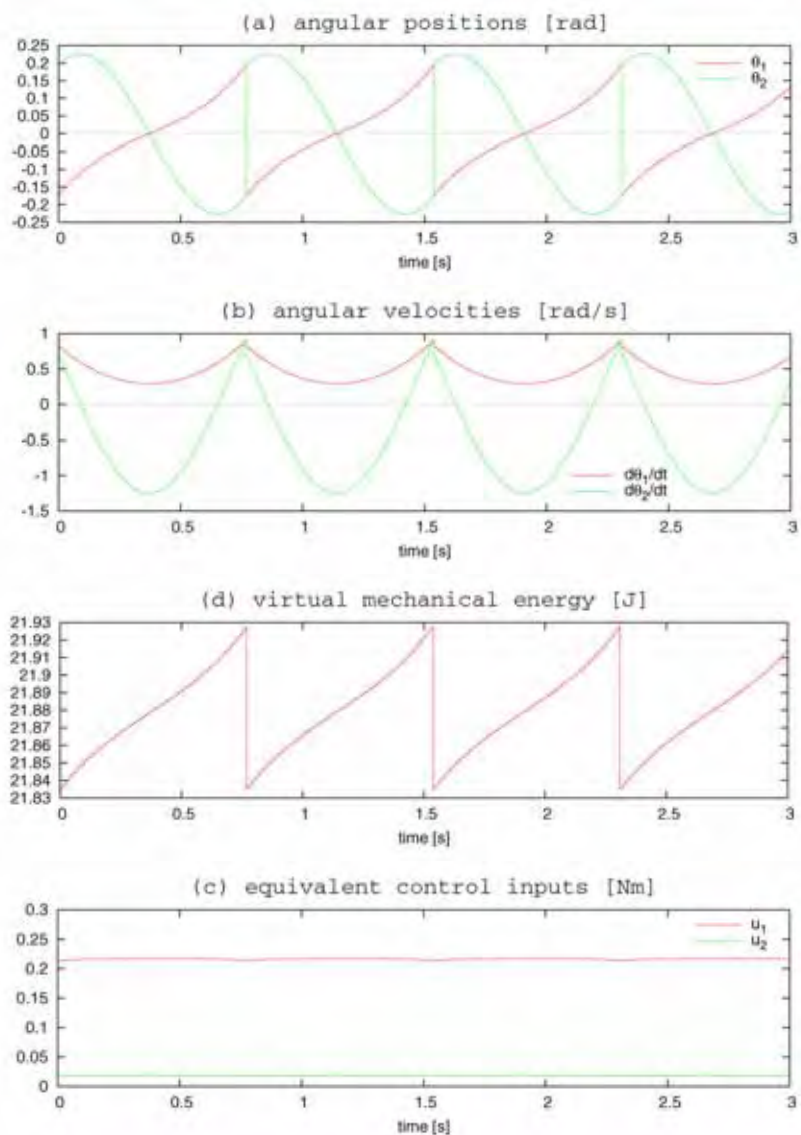 (a) angular positions [rad]
0.25
0.2
0.15
0.1
0.05
0
-0.05
-0.1
-0.15
-0.2
-0.25
θ1
θ2
0 0.5 1 1.5 2 2.5 3
time [s]
(b) angular velocities [rad/s]
1
0.5
0
-0.5
-1
-1.5
dθ1/dt
dθ2/dt
0 0.5 1 1.5 2 2.5 3
time [s]
(d) virtual mechanical energy [J]
21.93
21.92
21.91
21.9
21.89
21.88
21.87
21.86
21.85
21.84
21.83
0 0.5 1 1.5 2 2.5 3
time [s]
(c) equivalent control inputs [Nm]
0.3
0.25
0.2
0.15
0.1
0.05
0
u1
u2
0 0.5 1 1.5 2 2.5 3
time [s]